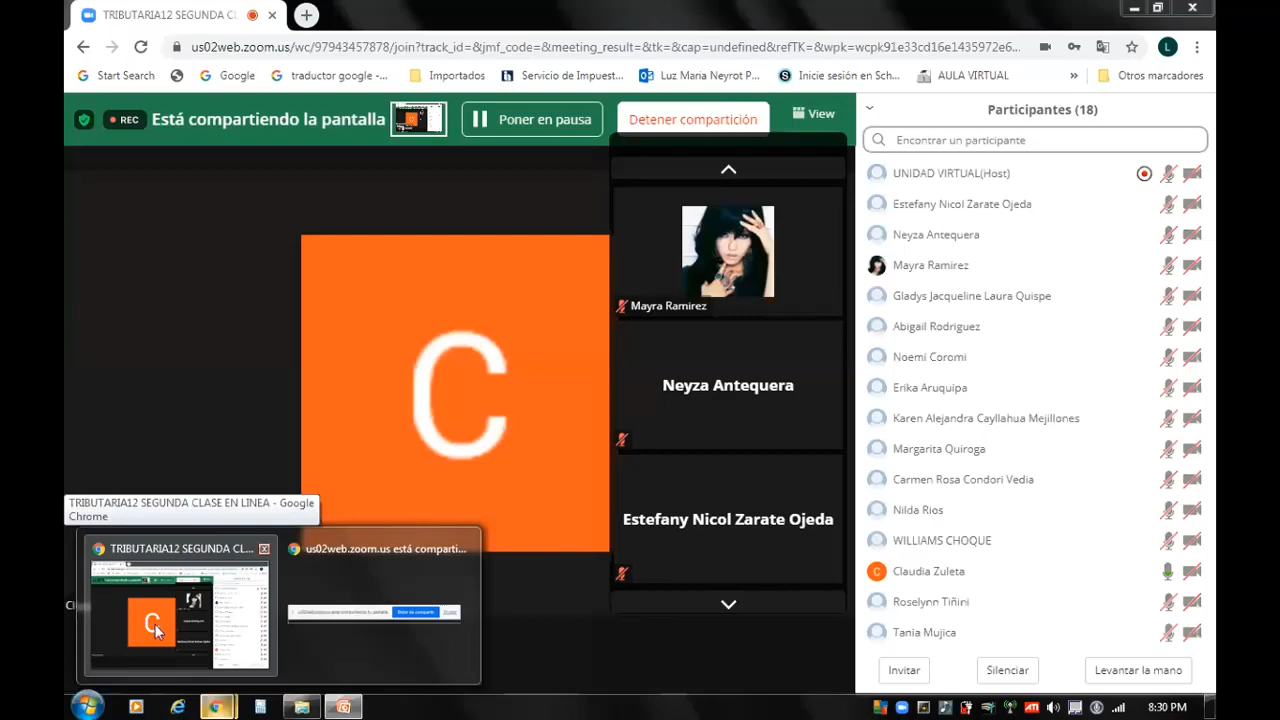 TRIBUTARIA12 SEGUNDA CL
us02web.zoom.us/wc/97943457878/join?track_id=&jmf_code=&meeting_result=&tk=&cap=undefined&refTK=&wpk=wcpk91e33cd16e1435972e6...
Start Search
Google
traductor google -...
Importados
Servicio de Impuest...
Luz Maria Neyrot P...
Inicie sesión en Sch...
AULA VIRTUAL
»
Otros marcadores
REC
Está compartiendo la pantalla
Poner en pausa
Detener compartición
View
Participantes (18)
Encontrar un participante
UNIDAD VIRTUAL(Host)
Estefany Nicol Zarate Ojeda
Neyza Antequera
Mayra Ramirez
Gladys Jacqueline Laura Quispe
Abigail Rodriguez
Noemí Coromi
Erika Aruquipa
Karen Alejandra Cayllahua Mejillones
Margarita Quiroga
Carmen Rosa Condori Vedia
Nilda Rios
WILLIAMS CHOQUE
C
Claudia Zuleta
Roselyan Tiñini
Tania Mujica
Invitar
Silenciar
Levantar la mano
C
Mayra Ramirez
Neyza Antequera
Estefany Nicol Zarate Ojeda
TRIBUTARIA12 SEGUNDA CLASE EN LINEA - Google
Chrome
TRIBUTARIA12 SEGUNDA CL...
us02web.zoom.us está comparti...
C
L
8:30 PM